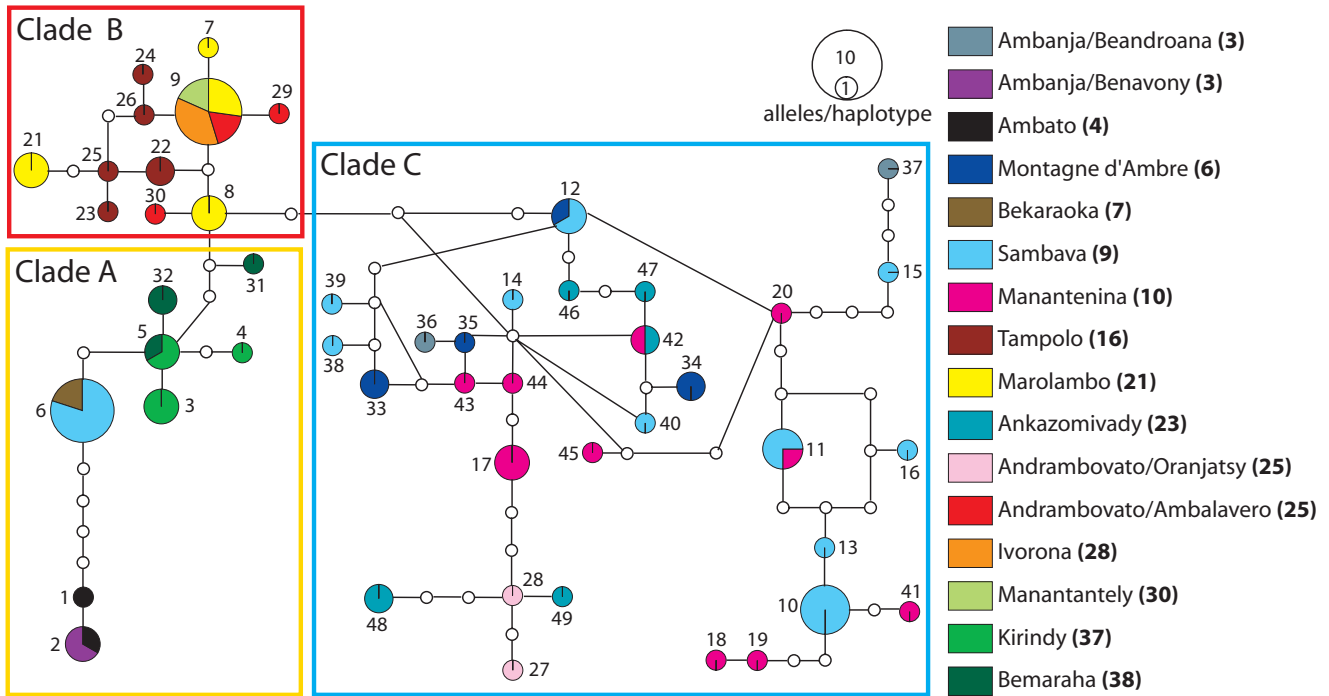 Clade B
7
24
9
29
26
21
25
22
8
23
30
Clade A
31
32
5
4
3
6
1
2
10
1
alleles/haplotype
Clade C
12
37
15
39
14
47
46
20
36
35
42
38
34
33
43
44
40
17
45
11
16
13
28
10
41
48
49
18
19
27
Ambanja/Beandroana (3)
Ambanja/Benavony (3)
Ambato (4)
Montagne d'Ambre (6)
Bekaraoka (7)
Sambava (9)
Manantenina (10)
Tampolo (16)
Marolambo (21)
Ankazomivady (23)
Andrambovato/Oranjatsy (25)
Andrambovato/Ambalavero (25)
Ivorona (28)
Manantantely (30)
Kirindy (37)
Bemaraha (38)